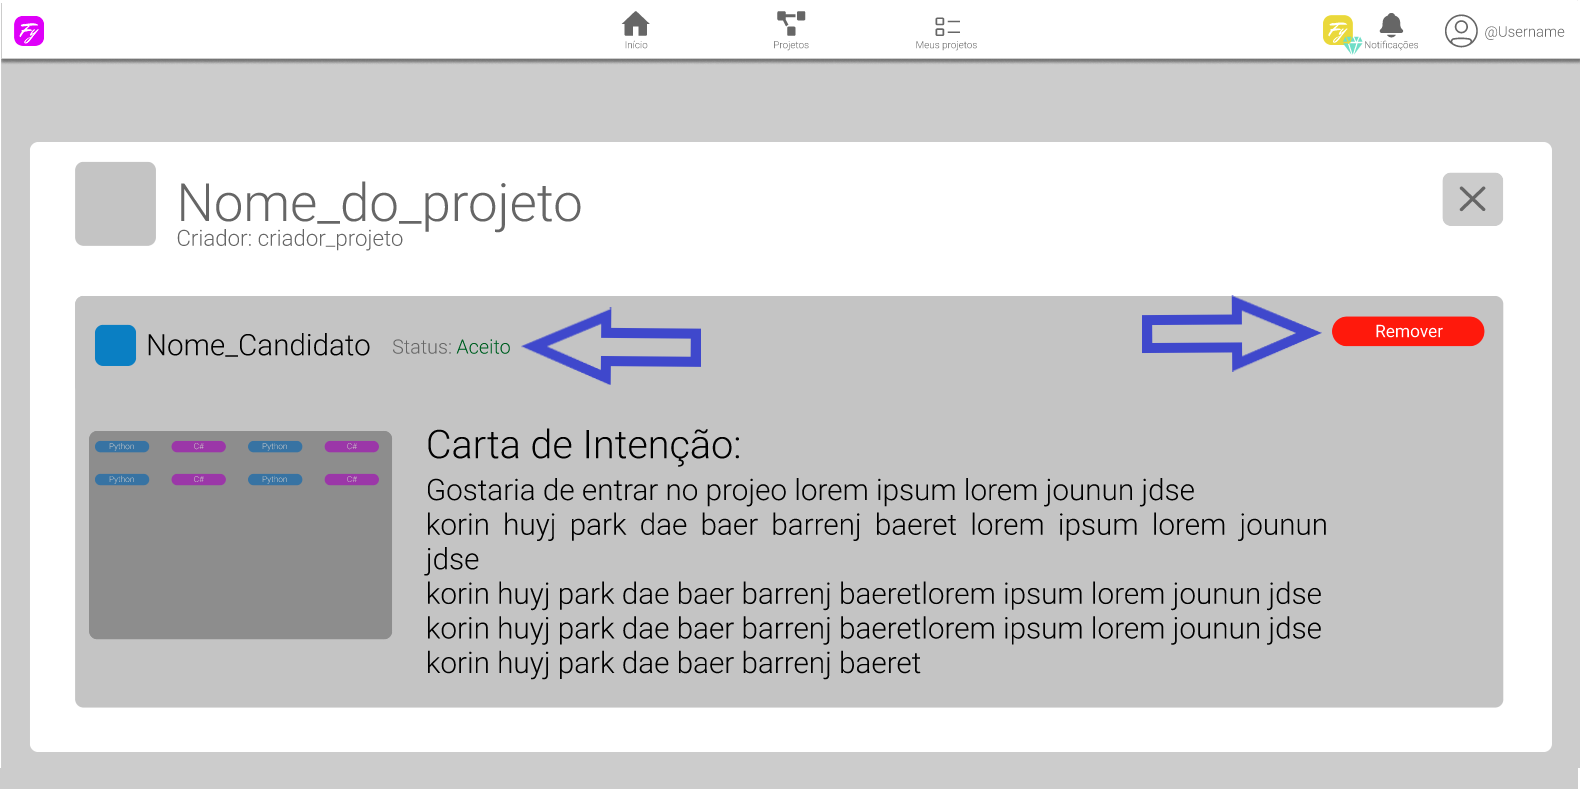 Fy
Início
Projetos
Meus projetos
Fy
Notificações
@Username
Nome_do_projeto
Criador: criador_projeto
Nome_Candidato
Status: Aceito
Remover
Python C# Python C#
Python C# Python C#
Carta de Intenção:
Gostaria de entrar no projeo lorem ipsum lorem jounun jdse
korin huyj park dae baer barrenj baeret lorem ipsum lorem jounun
jdse
korin huyj park dae baer barrenj baeretlorem ipsum lorem jounun jdse
korin huyj park dae baer barrenj baeretlorem ipsum lorem jounun jdse
korin huyj park dae baer barrenj baeret